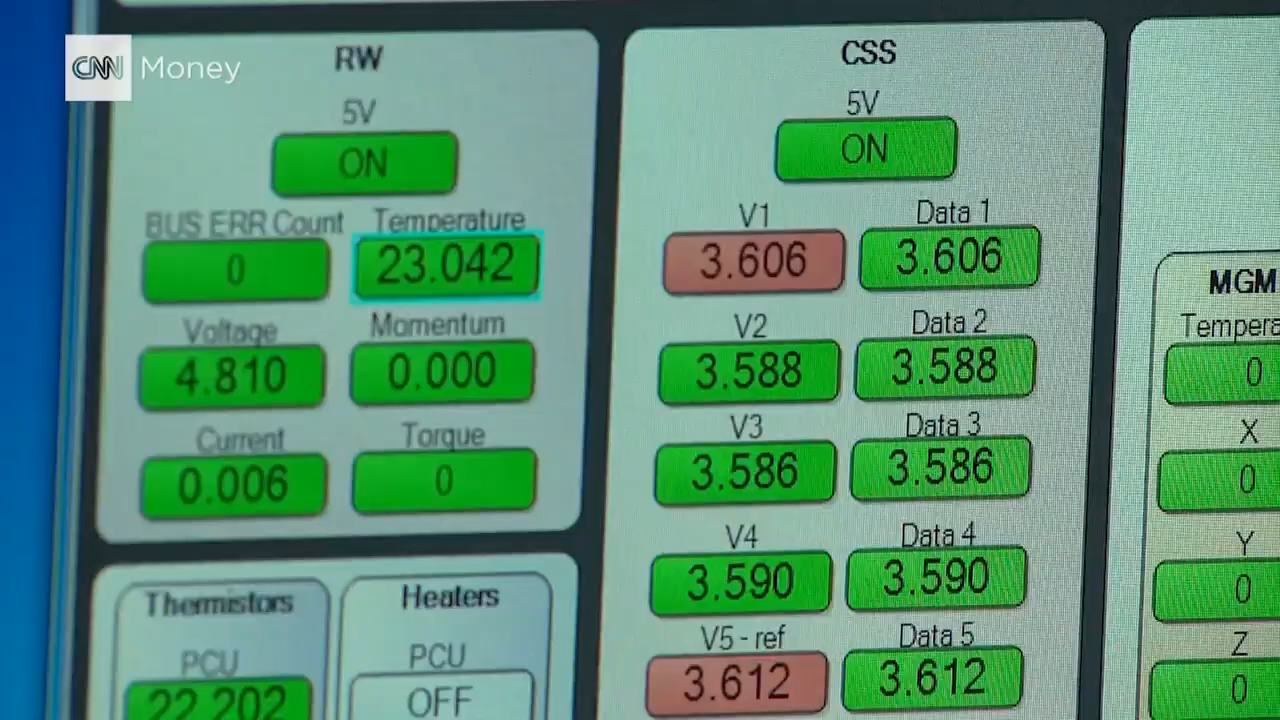 CNN Money
RW
5V
ON
BUS ERR Count Temperature
0 23.042
Voltage Momentum
4.810 0.000
Current Torque
0.006 0
Thermistors
PCU
22.202
Heaters
PCU
OFF
CSS
5V
ON
V1 Data 1
3.606 3.606
V2 Data 2
3.588 3.588
V3 Data 3
3.586 3.586
V4 Data 4
3.590 3.590
V5 - ref Data 5
3.612 3.612
MGM
0
X
0
Y
0
Z
0